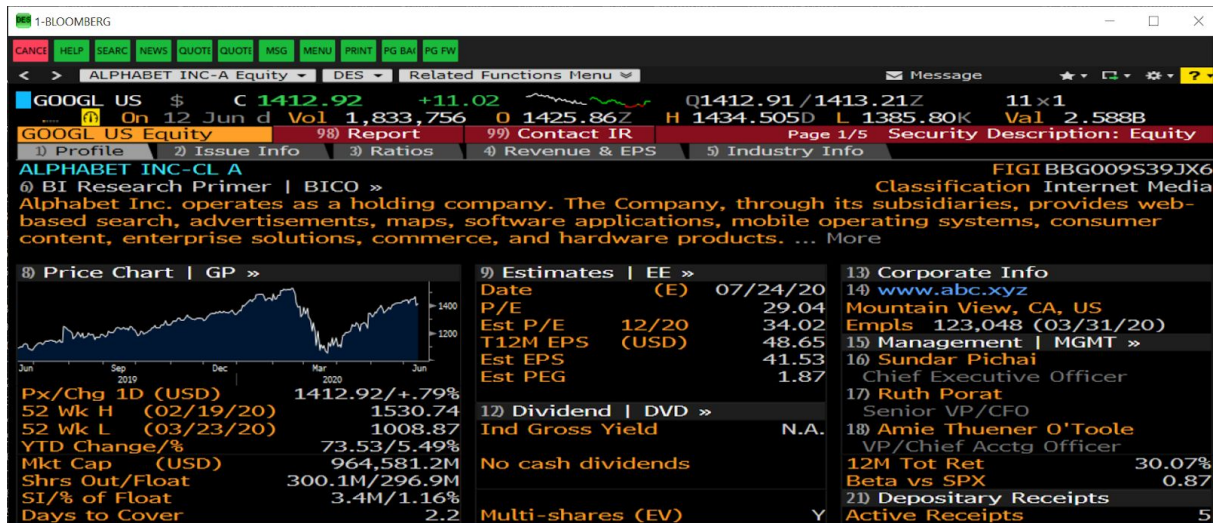 DES 1-BLOOMBERG
CANCE HELP SEARC NEWS QUOTE QUOTE MSG MENU PRINT PG BAC PG FW
< > ALPHABET INC-A Equity DES Related Functions Menu Message ?
GOOGL US $ C 1412.92 +11.02 Q1412.91/1413.21Z 11×1
On 12 Jun d Vol 1,833,756 O 1425.86Z H 1434.505D L 1385.80K Val 2.588B
GOOGL US Equity 98) Report 99) Contact IR Page 1/5 Security Description: Equity
1) Profile 2) Issue Info 3) Ratios 4) Revenue & EPS 5) Industry Info
ALPHABET INC-CL A FIGI BBG009S39JX6
6) BI Research Primer | BICO » Classification Internet Media
Alphabet Inc. operates as a holding company. The Company, through its subsidiaries, provides web-
based search, advertisements, maps, software applications, mobile operating systems, consumer
content, enterprise solutions, commerce, and hardware products. ... More
8) Price Chart | GP »
1400
1200
Jun Sep Dec Mar Jun
2019 2020
Px/Chg 1D (USD) 1412.92/+.79%
52 Wk H (02/19/20) 1530.74
52 Wk L (03/23/20) 1008.87
YTD Change/% 73.53/5.49%
Mkt Cap (USD) 964,581.2M
Shrs Out/Float 300.1M/296.9M
SI/% of Float 3.4M/1.16%
Days to Cover 2.2
9) Estimates | EE »
Date (E) 07/24/20
P/E 29.04
Est P/E 12/20 34.02
T12M EPS (USD) 48.65
Est EPS 41.53
Est PEG 1.87
12) Dividend | DVD »
Ind Gross Yield N.A.
No cash dividends
Multi-shares (EV) Y
13) Corporate Info
14) www.abc.xyz
Mountain View, CA, US
Empls 123,048 (03/31/20)
15) Management | MGMT »
16) Sundar Pichai
Chief Executive Officer
17) Ruth Porat
Senior VP/CFO
18) Amie Thuener O'Toole
VP/Chief Acctg Officer
12M Tot Ret 30.07%
Beta vs SPX 0.87
21) Depositary Receipts
Active Receipts 5